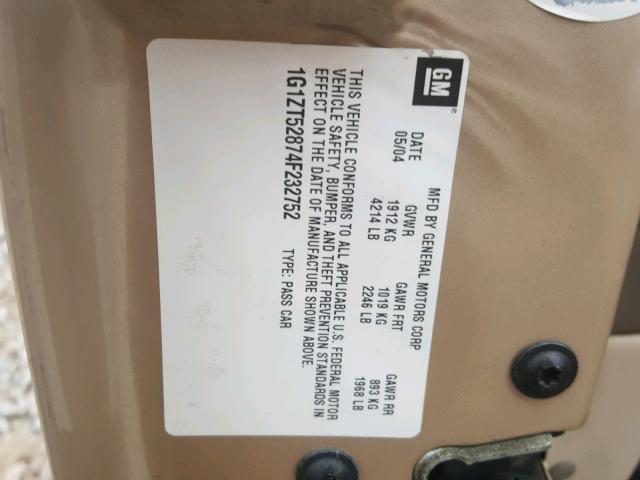 GM
MFD BY GENERAL MOTORS CORP
DATE GVWR GAWR FRT GAWR RR
05/04 1912 KG 1019 KG 893 KG
4214 LB 2246 LB 1968 LB
THIS VEHICLE CONFORMS TO ALL APPLICABLE U.S. FEDERAL MOTOR
VEHICLE SAFETY, BUMPER, AND THEFT PREVENTION STANDARDS IN
EFFECT ON THE DATE OF MANUFACTURE SHOWN ABOVE.
1G1ZT52874F232752 TYPE: PASS CAR